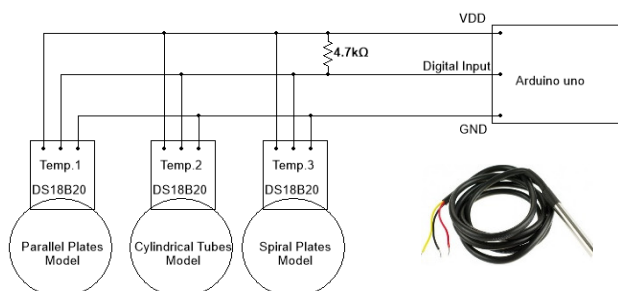 VDD
4.7kΩ
Digital Input
Arduino uno
GND
Temp.1
DS18B20
Temp.2
DS18B20
Temp.3
DS18B20
Parallel Plates
Model
Cylindrical Tubes
Model
Spiral Plates
Model